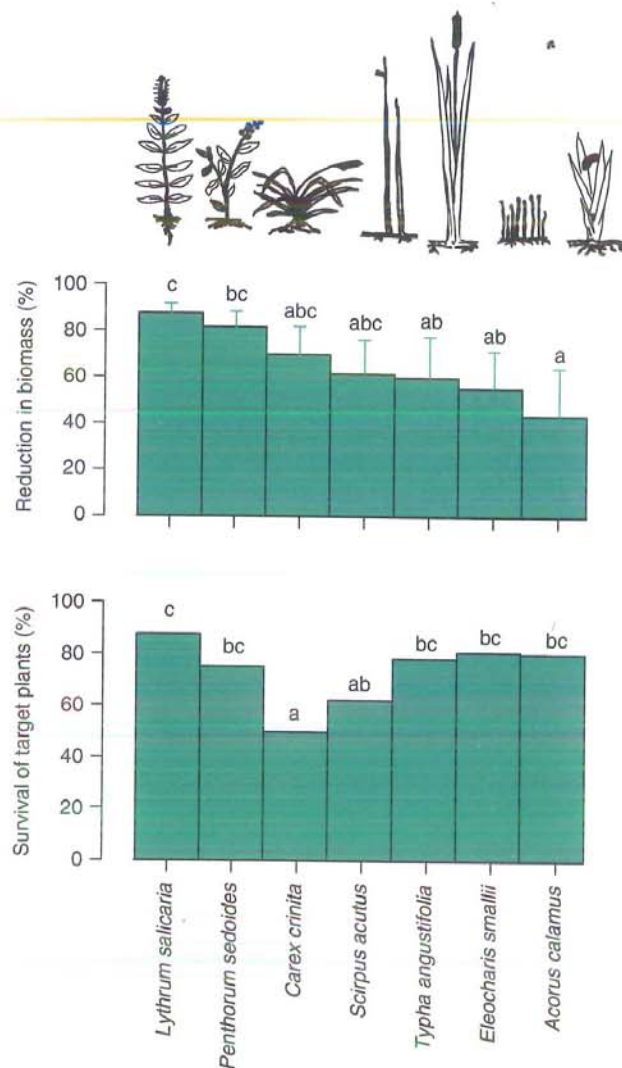 Reduction in biomass (%)
100
80
60
40
20
0
c
bc
abc
abc
ab
ab
a
Survival of target plants (%)
100
80
60
40
20
0
c
bc
a
ab
bc
bc
bc
Lythrum salicaria
Penthorum sedoides
Carex crinita
Scirpus acutus
Typha angustifolia
Eleocharis smallii
Acorus calamus